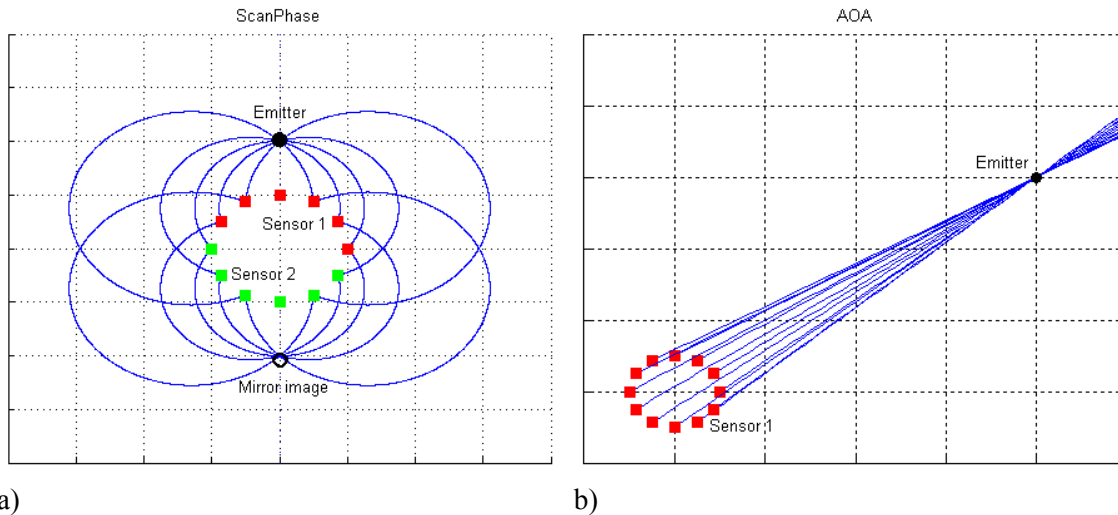 ScanPhase
Emitter
Sensor 1
Sensor 2
Mirror image
a)
AOA
Emitter
Sensor 1
b)